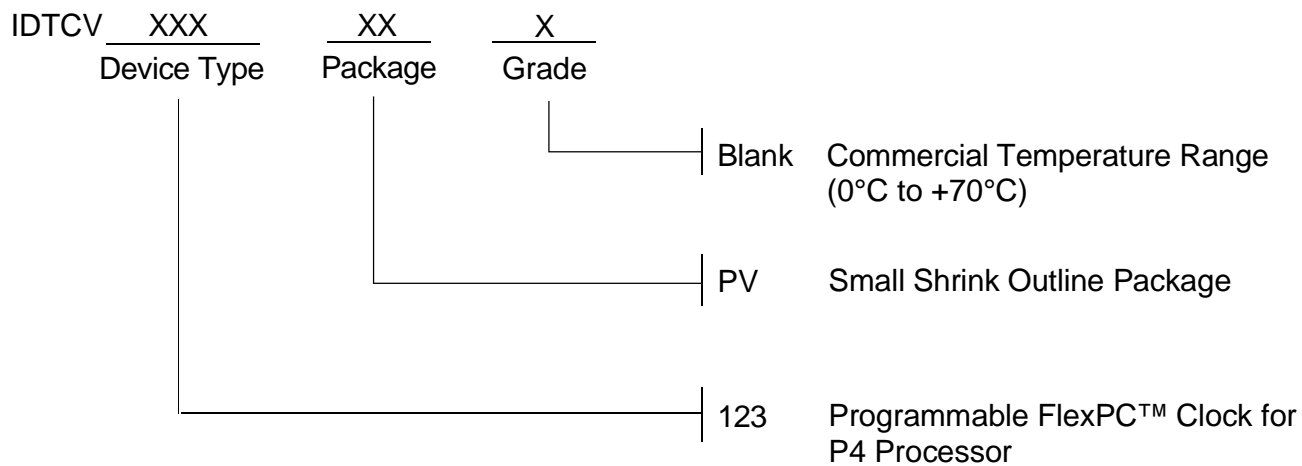 IDTCV XXX XX X
Device Type Package Grade
Blank Commercial Temperature Range
(0°C to +70°C)
PV Small Shrink Outline Package
123 Programmable FlexPC™ Clock for
P4 Processor